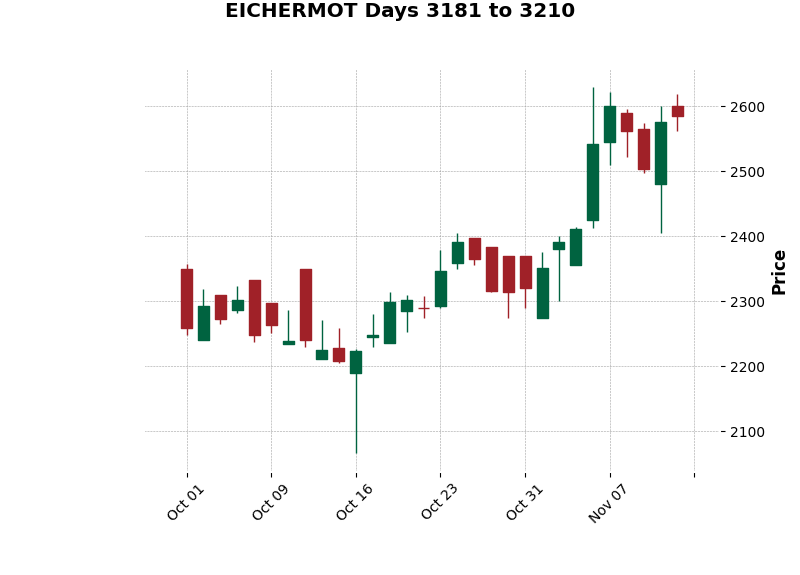 EICHERMOT Days 3181 to 3210
2600
2500
2400
2300
2200
2100
Price
Oct 01
Oct 09
Oct 16
Oct 23
Oct 31
Nov 07